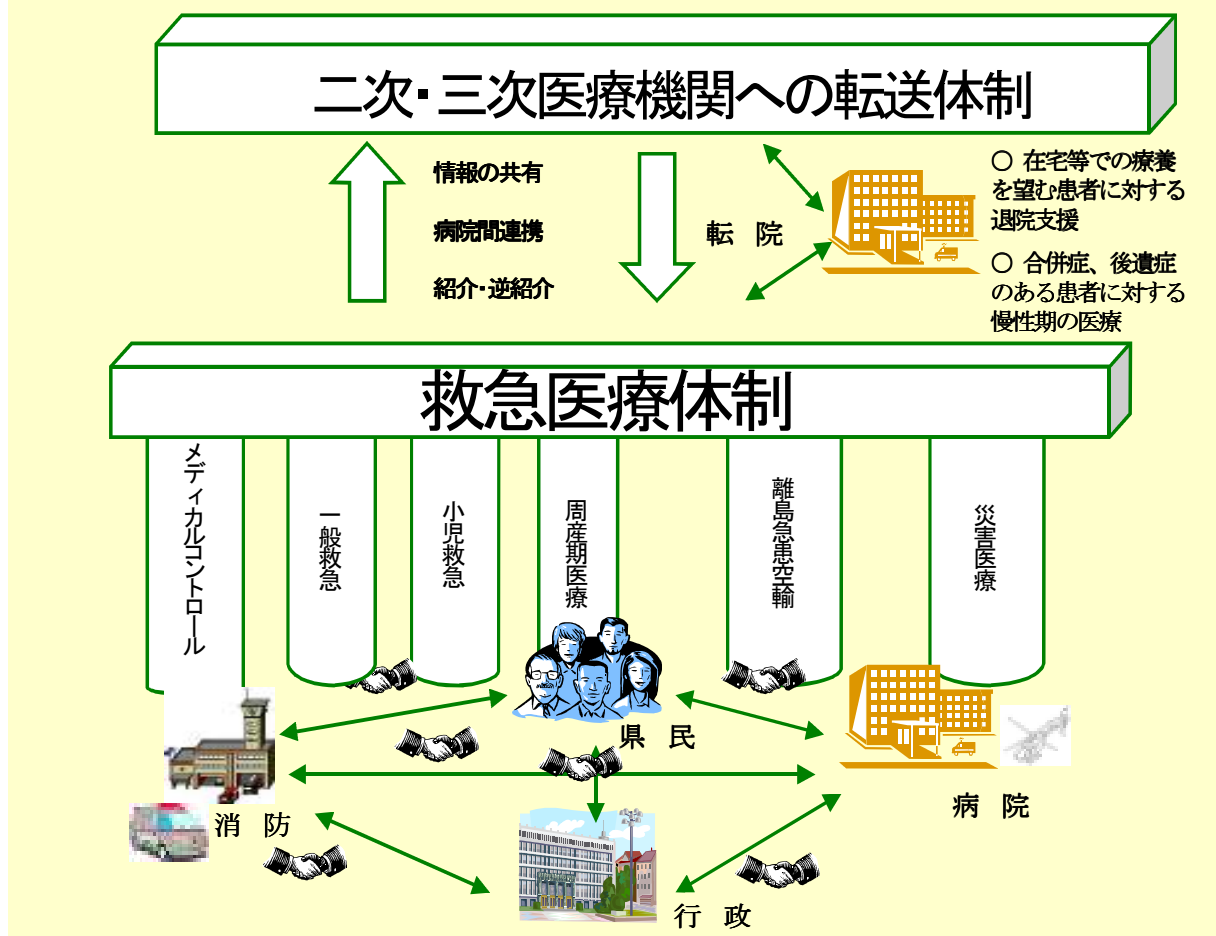 二次・三次医療機関への転送体制
情報の共有
病院間連携
紹介・逆紹介
転 院
○ 在宅等での療養
を望む患者に対する
退院支援
○ 合併症、後遺症
のある患者に対する
慢性期の医療
救急医療体制
メディカルコントロール
一般救急
小児救急
周産期医療
離島急患空輸
災害医療
県 民
消 防
病 院
行 政